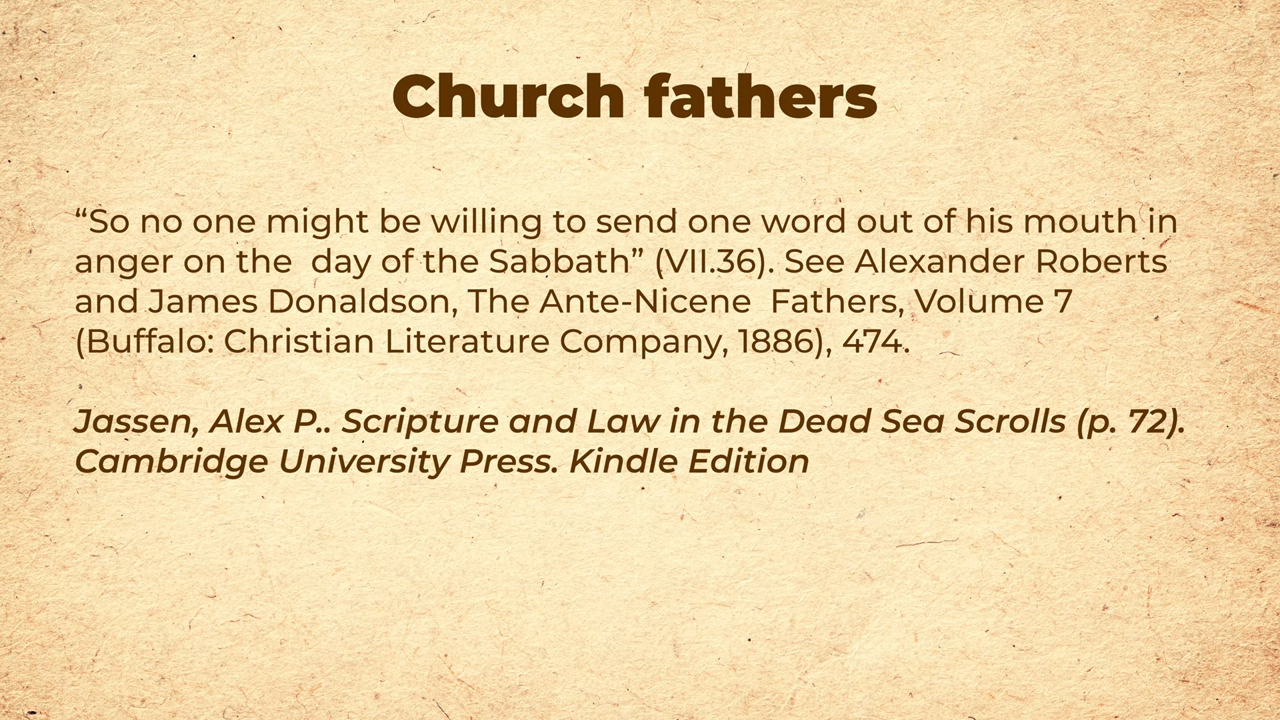 Church fathers
“So no one might be willing to send one word out of his mouth in
anger on the  day of the Sabbath” (VII.36). See Alexander Roberts
and James Donaldson, The Ante-Nicene  Fathers, Volume 7
(Buffalo: Christian Literature Company, 1886), 474.
Jassen, Alex P.. Scripture and Law in the Dead Sea Scrolls (p. 72).
Cambridge University Press. Kindle Edition